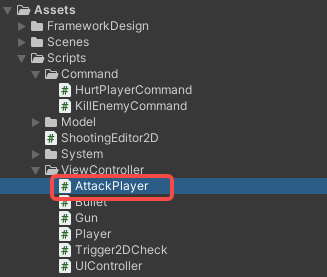 Assets
FrameworkDesign
Scenes
Scripts
Command
HurtPlayerCommand
KillEnemyCommand
Model
ShootingEditor2D
System
ViewController
AttackPlayer
Bullet
Gun
Player
Trigger2DCheck
UIController